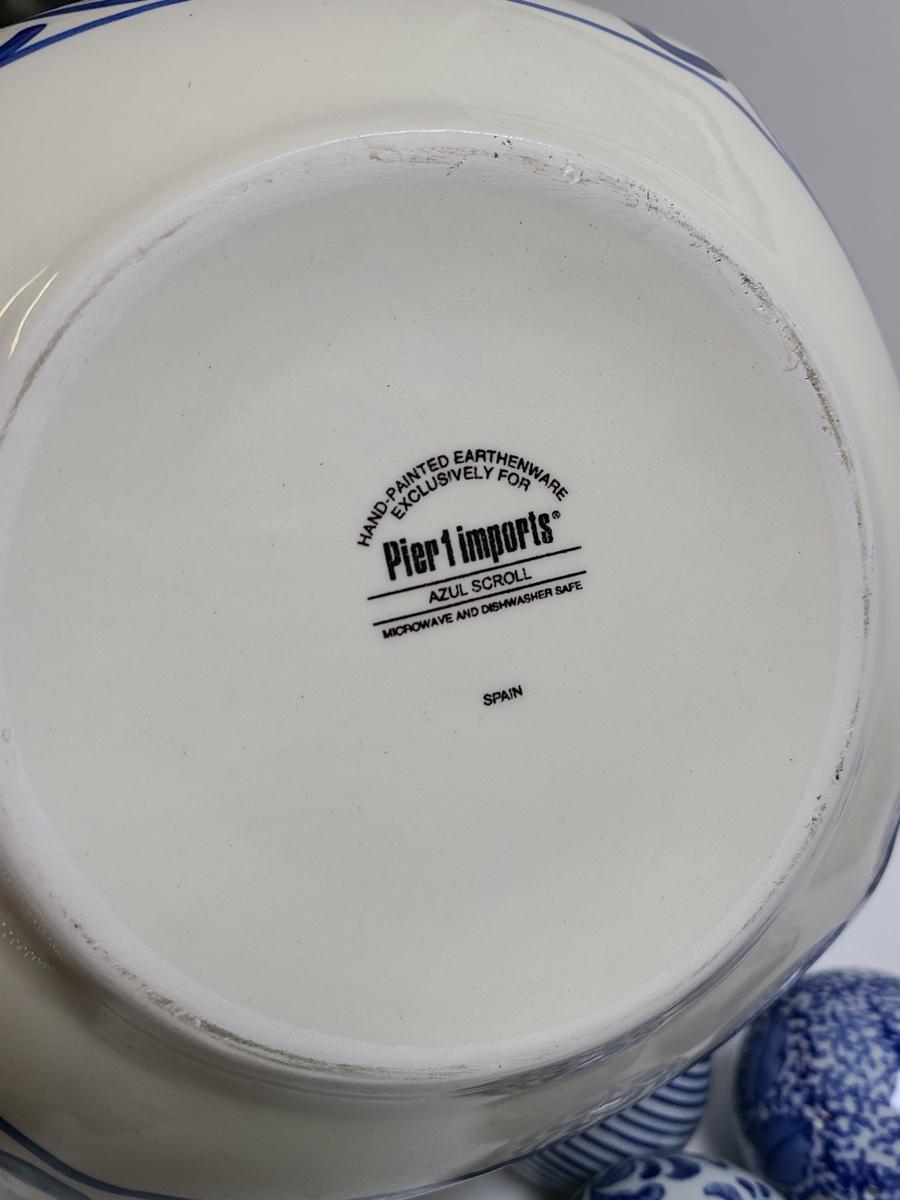 HAND-PAINTED EARTHENWARE
EXCLUSIVELY FOR
Pier 1 imports®
AZUL SCROLL
MICROWAVE AND DISHWASHER SAFE
SPAIN